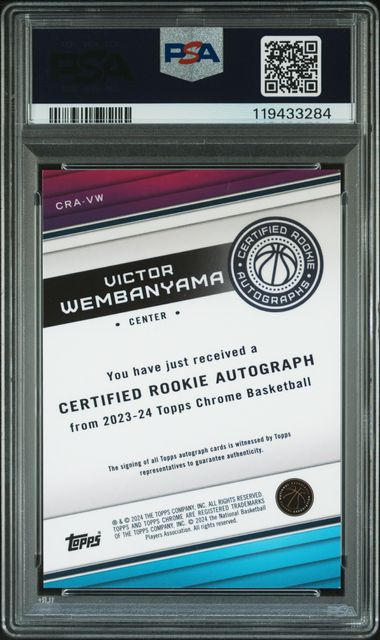 PSA
PSA
119433284
CRA-VW
VICTOR
WEMBANYAMA
• CENTER •
CERTIFIED ROOKIE
AUTOGRAPHS
You have just received a
CERTIFIED ROOKIE AUTOGRAPH
from 2023-24 Topps Chrome Basketball
The signing of all Topps autograph cards is witnessed by Topps
representatives to guarantee authenticity.
® & © 2024 THE TOPPS COMPANY, INC. ALL RIGHTS RESERVED.
TOPPS AND TOPPS CHROME ARE REGISTERED TRADEMARKS
OF THE TOPPS COMPANY, INC. © 2024 the National Basketball
Players Association. All rights reserved.
Topps